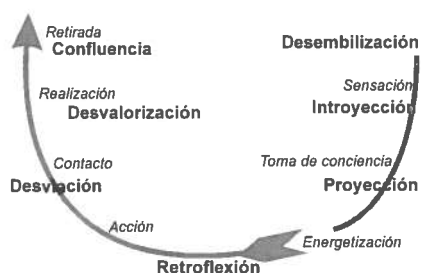 Retirada
Confluencia
Desembilización
Realización
Sensación
Desvalorización
Introyección
Contacto
Toma de conciencia
Desviación
Proyección
Acción
Energetización
Retroflexión